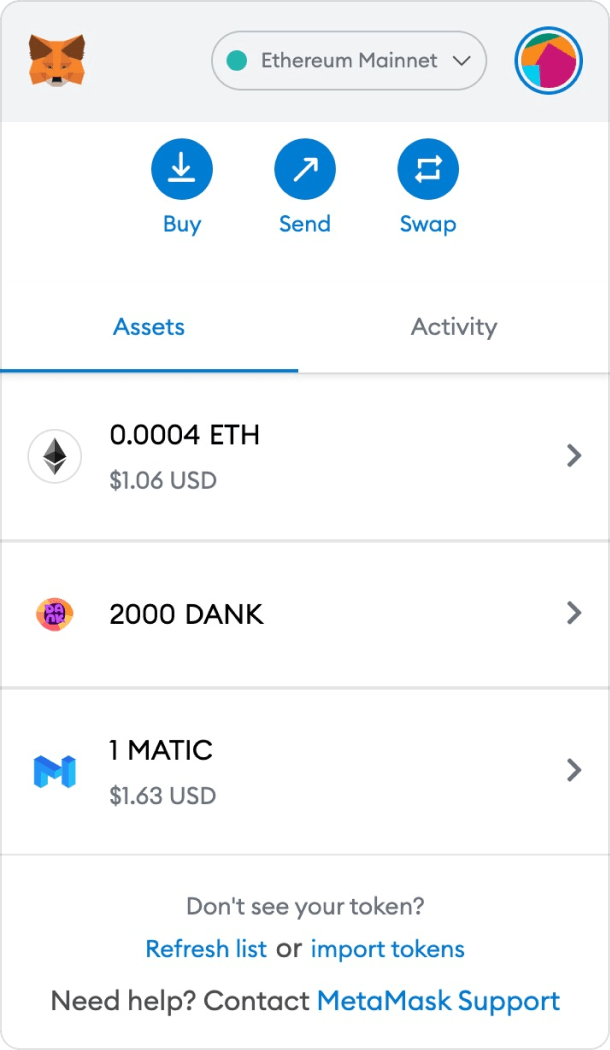 Ethereum Mainnet
Buy
Send
Swap
Assets
Activity
0.0004 ETH
$1.06 USD
DANK
2000 DANK
1 MATIC
$1.63 USD
Don't see your token?
Refresh list or import tokens
Need help? Contact MetaMask Support